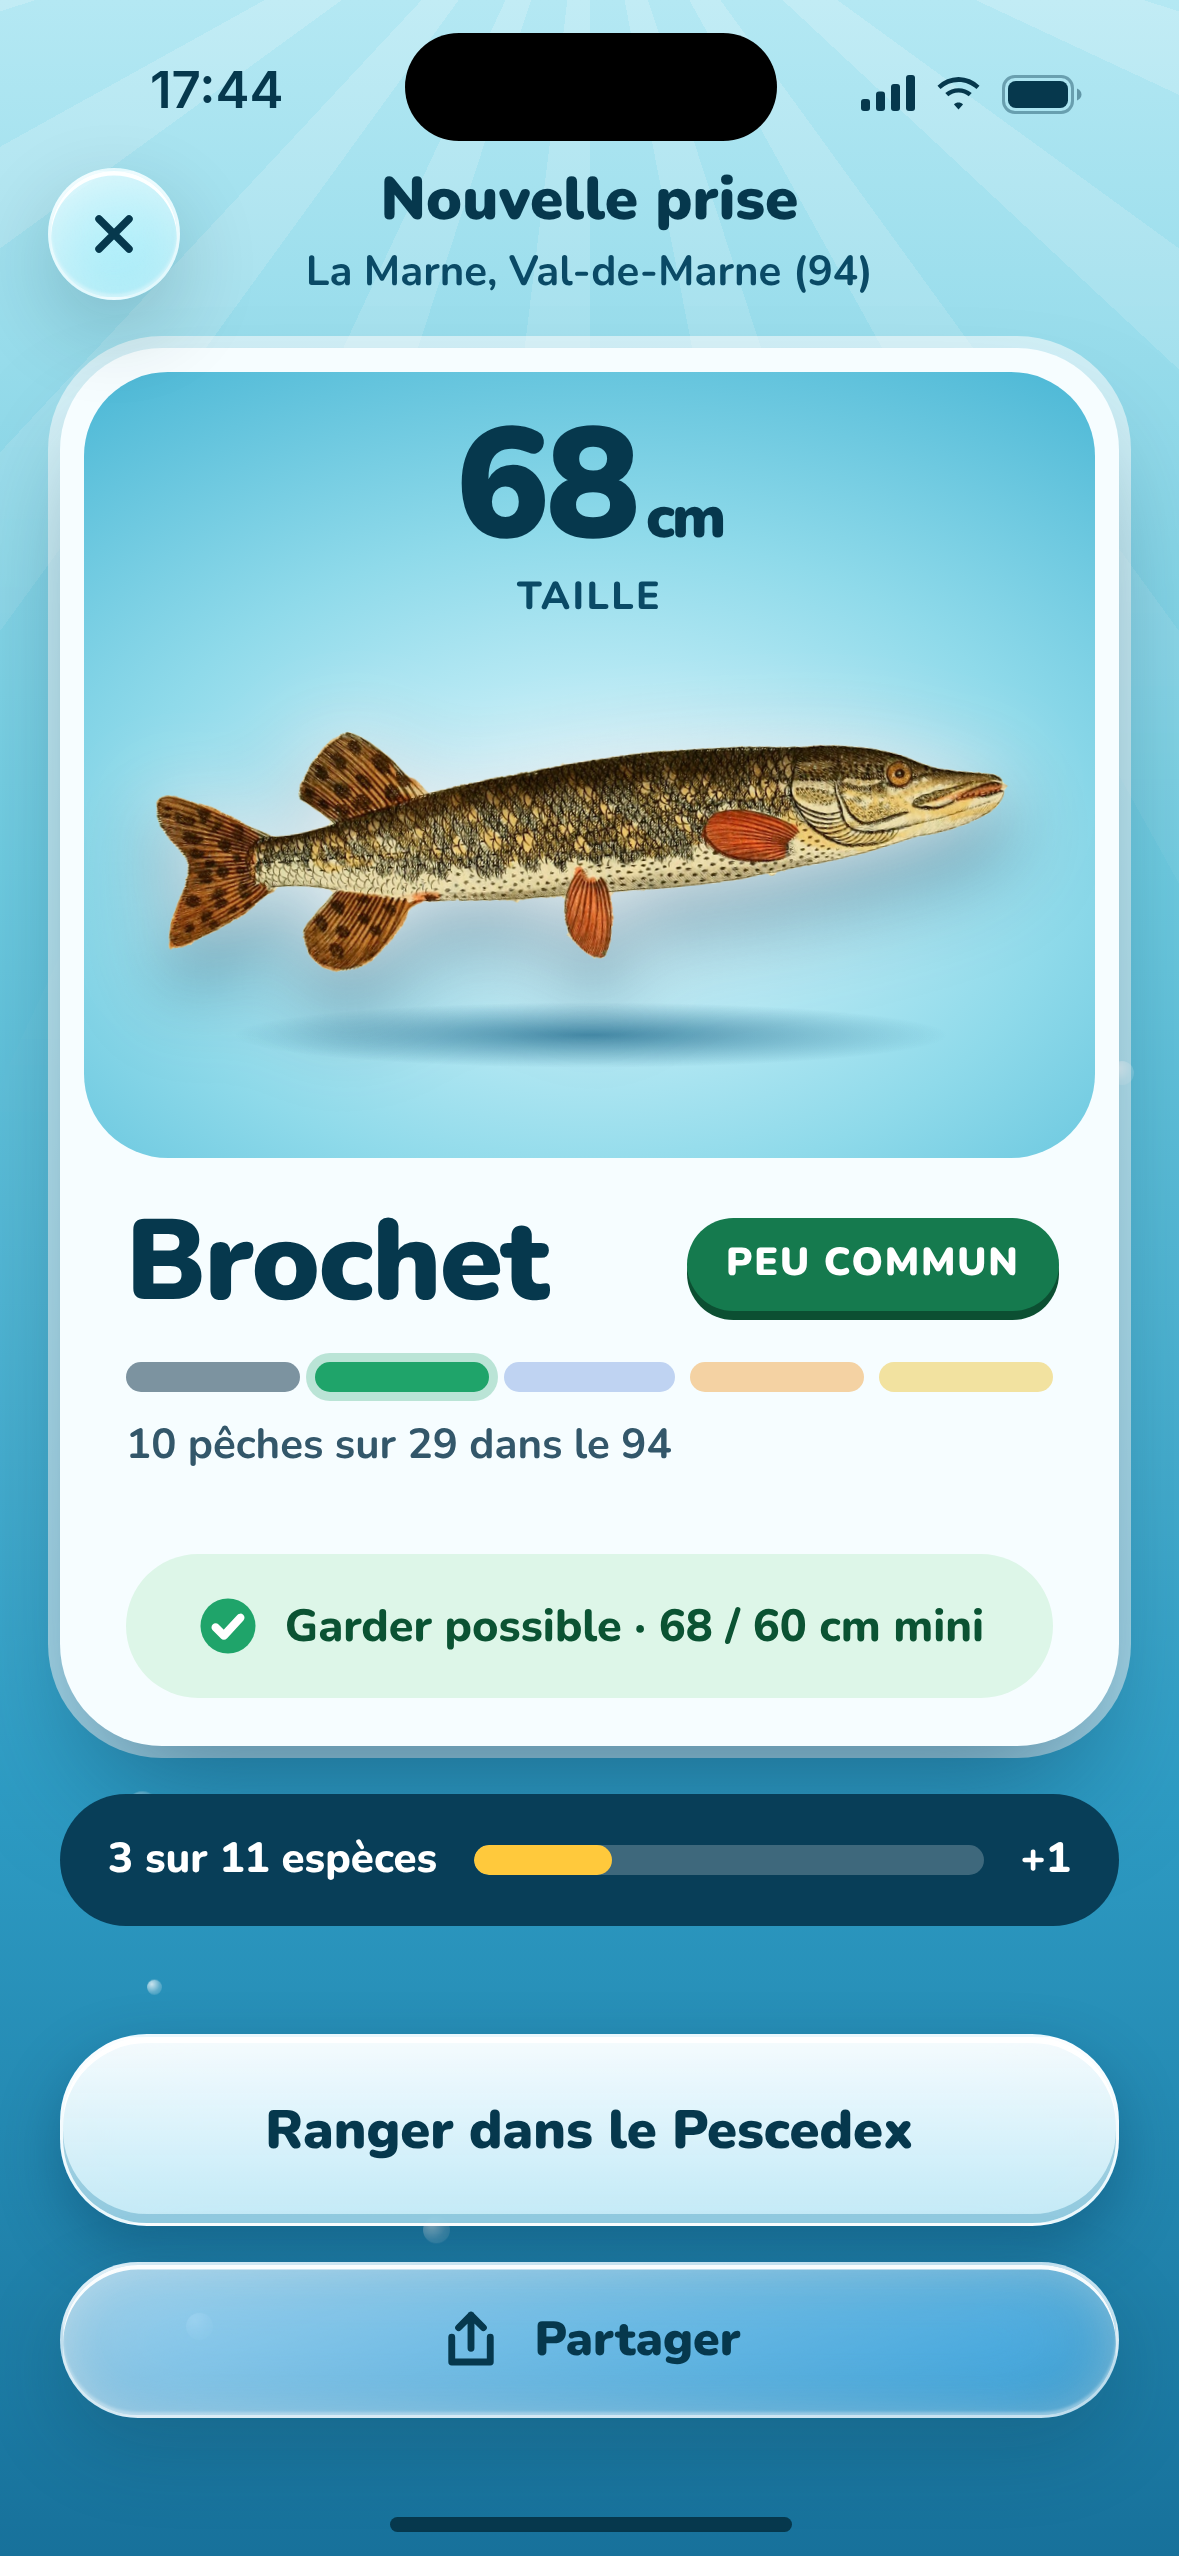 17:44
Nouvelle prise
La Marne, Val-de-Marne (94)
68 cm
TAILLE
Brochet
PEU COMMUN
10 pêches sur 29 dans le 94
Garder possible · 68 / 60 cm mini
3 sur 11 espèces +1
Ranger dans le Pescedex
Partager